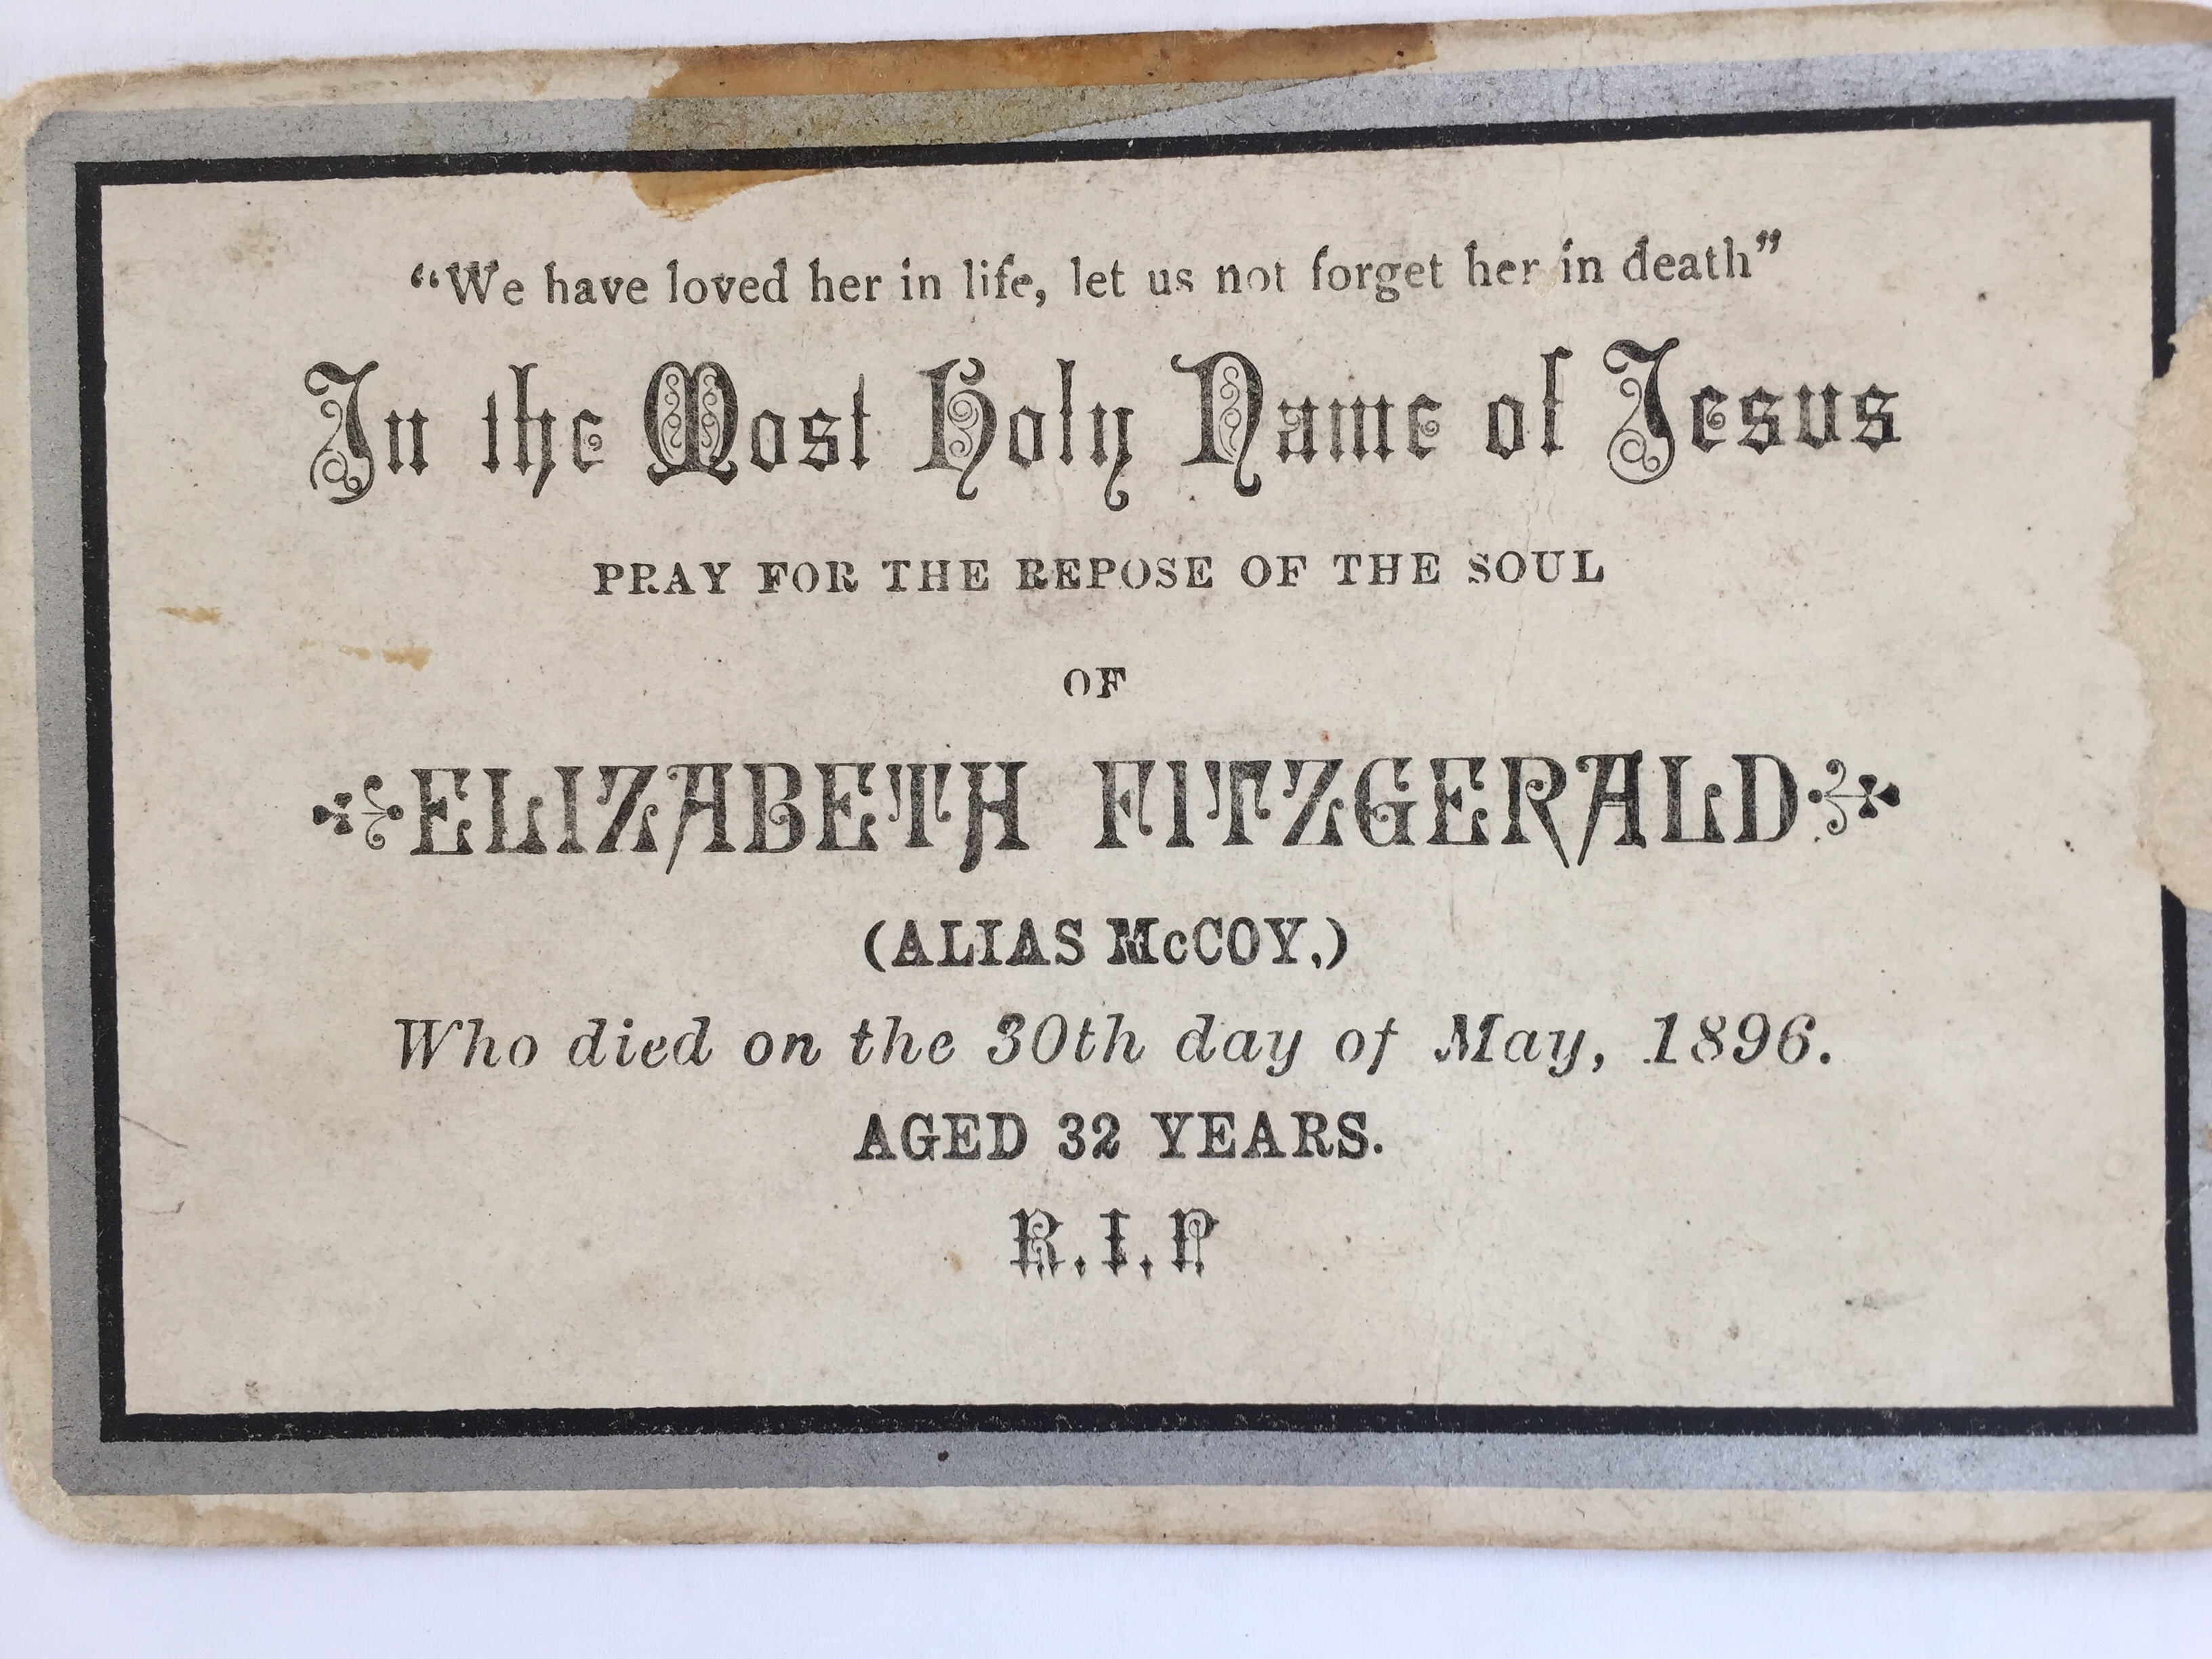 “We have loved her in life, let us not forget her in death”
In the Most Holy Name of Jesus
PRAY FOR THE REPOSE OF THE SOUL
OF
ELIZABETH FITZGERALD
(ALIAS McCOY,)
Who died on the 30th day of May, 1896.
AGED 32 YEARS.
R.I.P